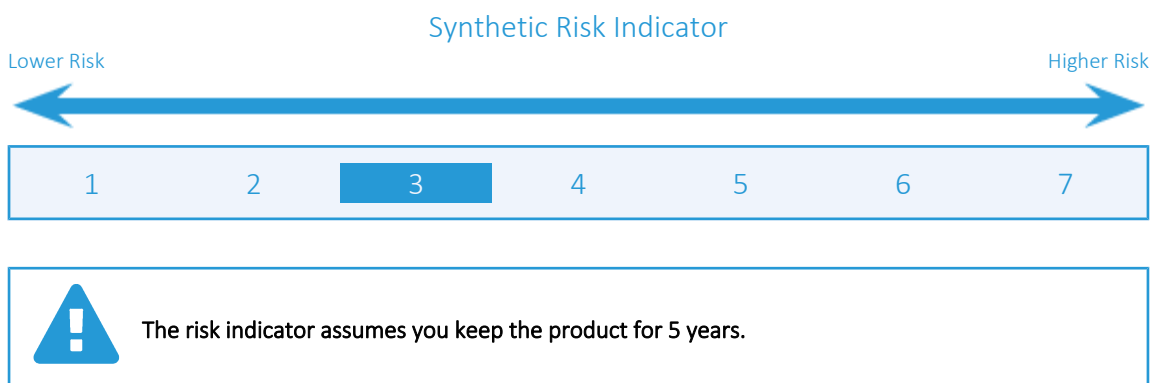 Synthetic Risk Indicator
Lower Risk Higher Risk
1 2 3 4 5 6 7
The risk indicator assumes you keep the product for 5 years.